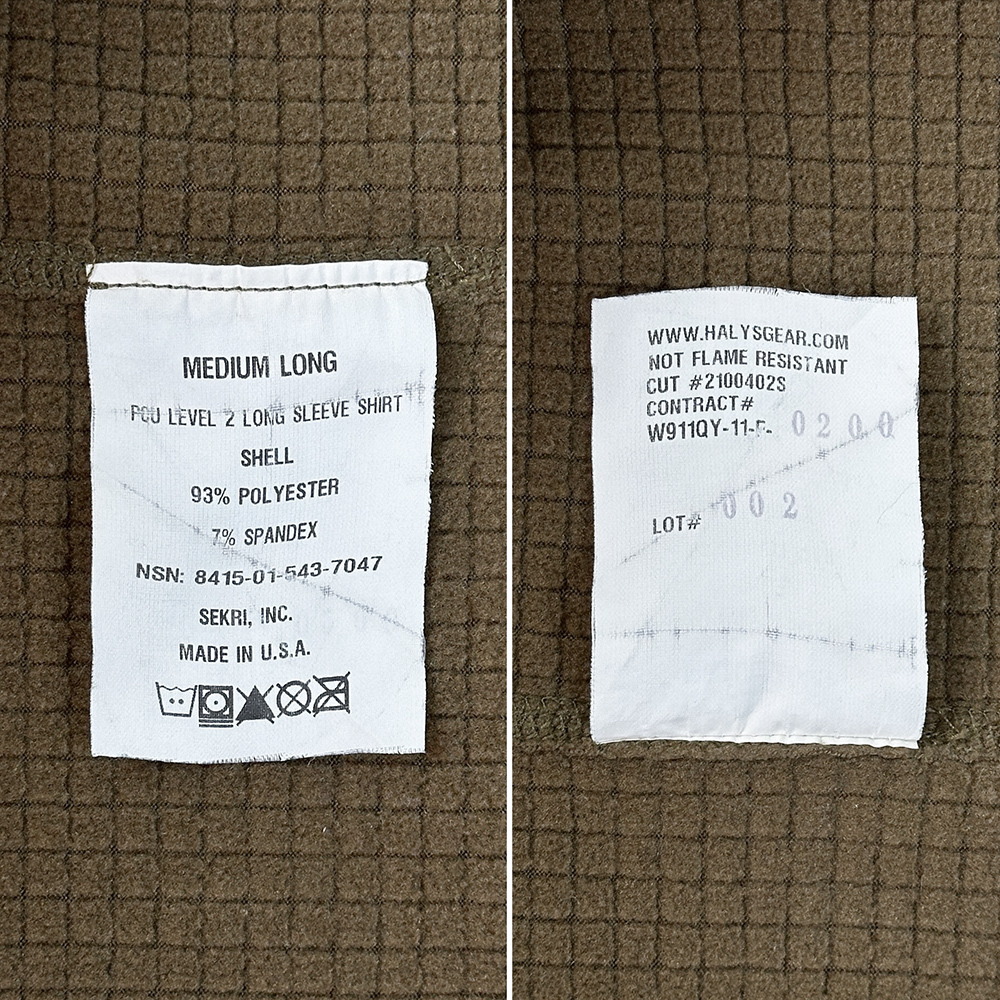 MEDIUM LONG
PCU LEVEL 2 LONG SLEEVE SHIRT
SHELL
93% POLYESTER
7% SPANDEX
NSN: 8415-01-543-7047
SEKRI, INC.
MADE IN U.S.A.
WWW.HALYSGEAR.COM
NOT FLAME RESISTANT
CUT #2100402S
CONTRACT#
W911QY-11-F- 0200
LOT# 002